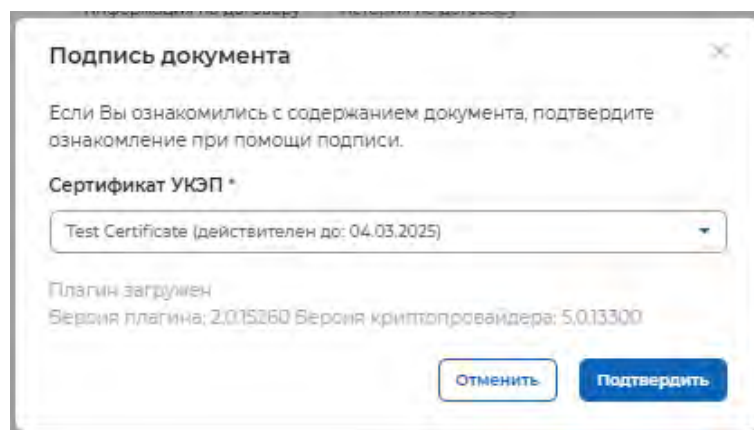 Подпись документа
Если Вы ознакомились с содержанием документа, подтвердите
ознакомление при помощи подписи.
Сертификат УКЭП *
Test Certificate (действителен до: 04.03.2025)
Плагин загружен
Версия плагина: 2.0.15260 Версия криптопровайдера: 5.0.13300
Отменить
Подтвердить